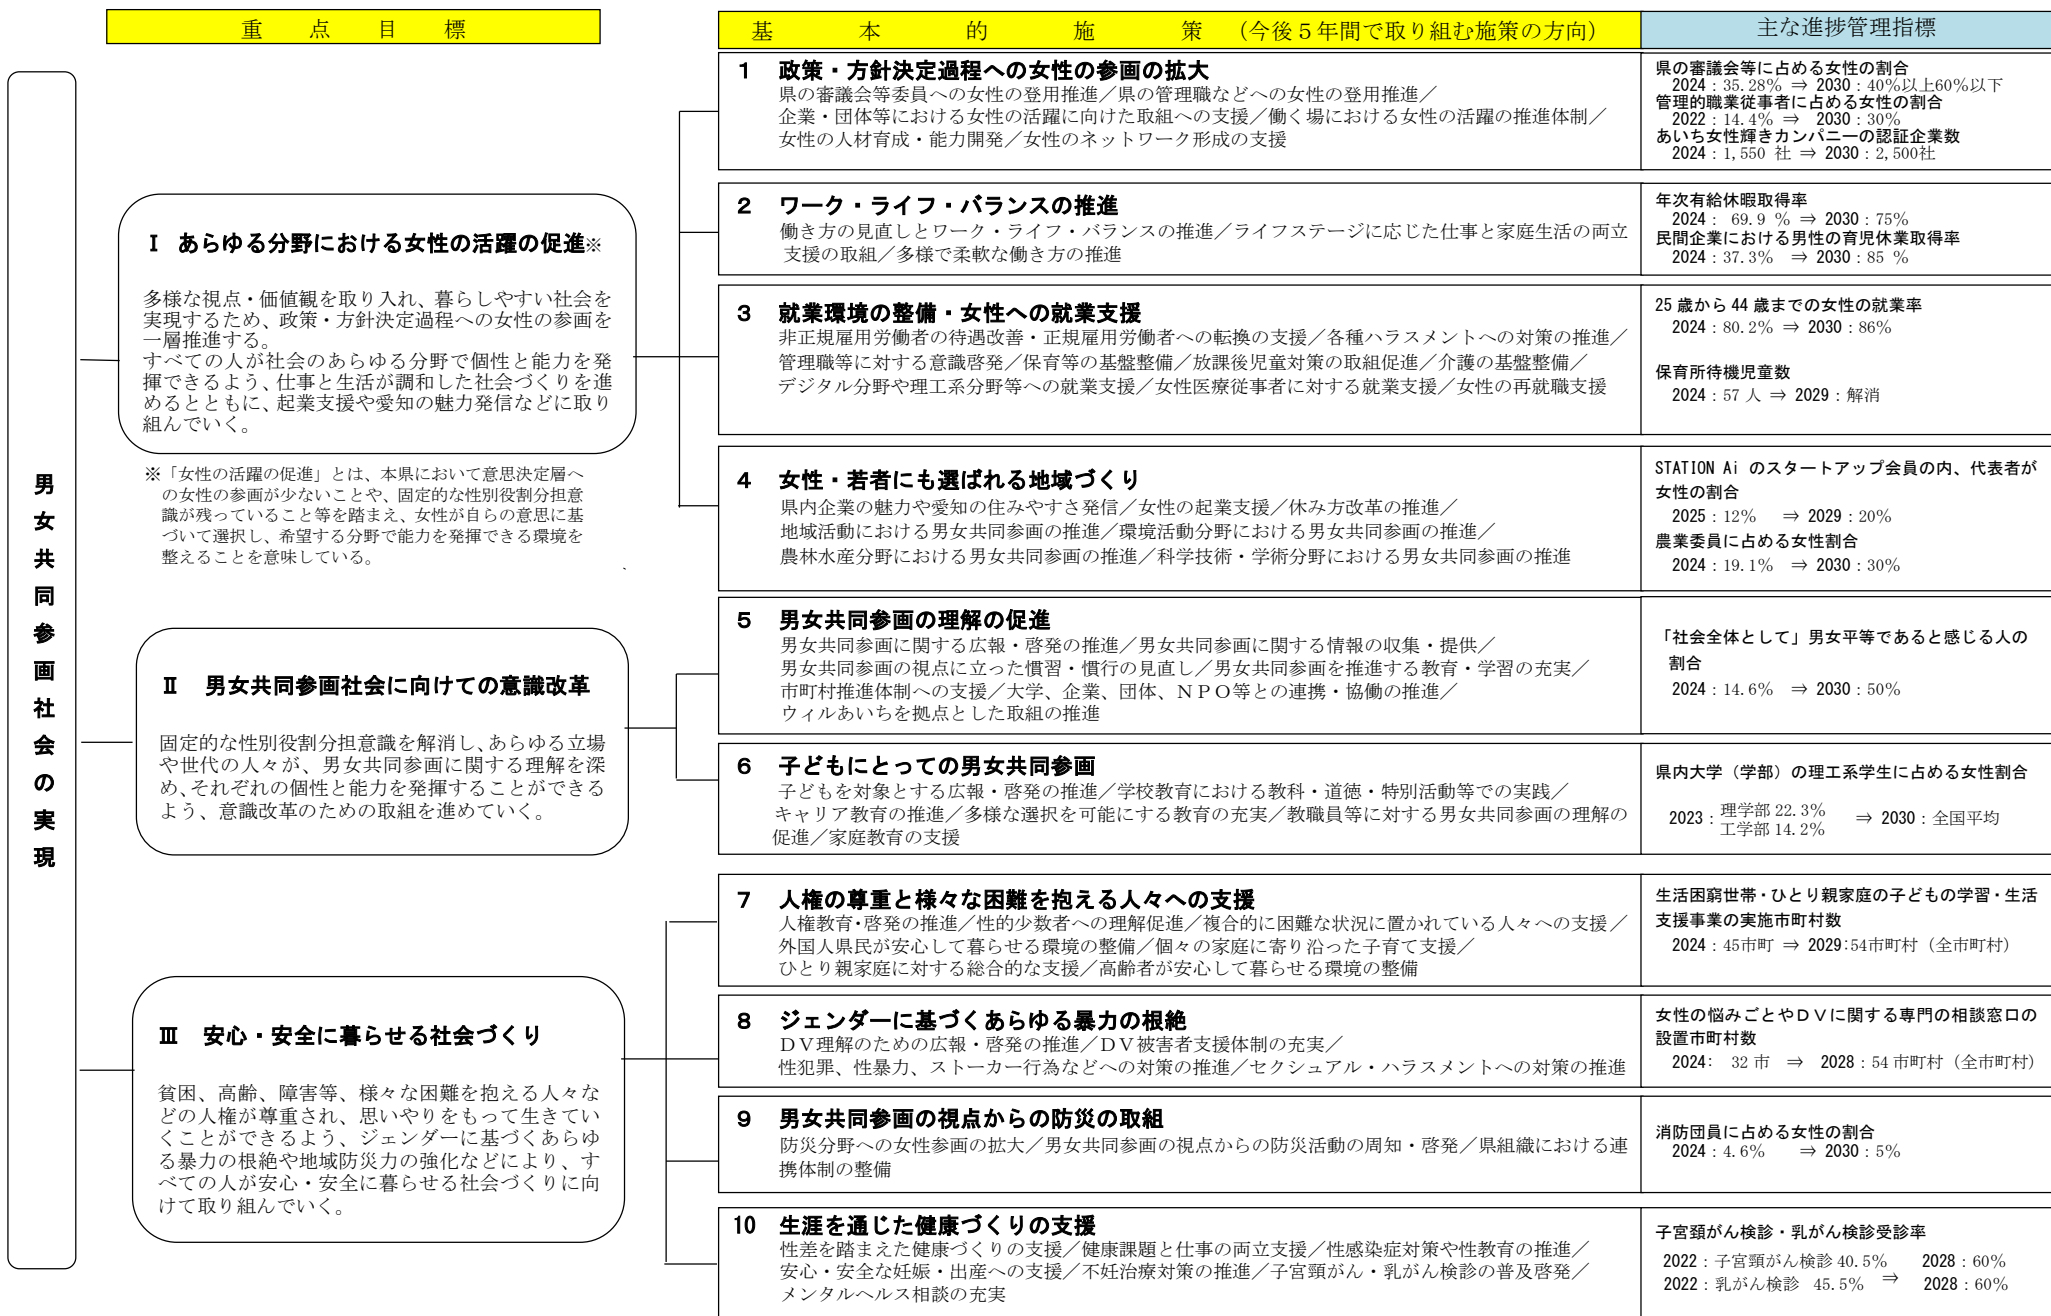 重点目標
基本的施策 (今後５年間で取り組む施策の方向)
主な進捗管理指標
男女共同参画社会の実現
Ⅰ あらゆる分野における女性の活躍の促進※
多様な視点・価値観を取り入れ、暮らしやすい社会を
実現するため、政策・方針決定過程への女性の参画を
一層推進する。
すべての人が社会のあらゆる分野で個性と能力を発
揮できるよう、仕事と生活が調和した社会づくりを進
めるとともに、起業支援や愛知の魅力発信などに取り
組んでいく。
※「女性の活躍の促進」とは、本県において意思決定層へ
の女性の参画が少ないことや、固定的な性別役割分担意
識が残っていること等を踏まえ、女性が自らの意思に基
づいて選択し、希望する分野で能力を発揮できる環境を
整えることを意味している。
1 政策・方針決定過程への女性の参画の拡大
県の審議会等委員への女性の登用推進／県の管理職などへの女性の登用推進／
企業・団体等における女性の活躍に向けた取組への支援／働く場における女性の活躍の推進体制／
女性の人材育成・能力開発／女性のネットワーク形成の支援
県の審議会等に占める女性の割合
2024：35.28% ⇒ 2030：40%以上60%以下
管理的職業従事者に占める女性の割合
2022：14.4% ⇒ 2030：30%
あいち女性輝きカンパニーの認証企業数
2024：1,550 社 ⇒ 2030：2,500社
2 ワーク・ライフ・バランスの推進
働き方の見直しとワーク・ライフ・バランスの推進／ライフステージに応じた仕事と家庭生活の両立
支援の取組／多様で柔軟な働き方の推進
年次有給休暇取得率
2024： 69.9 % ⇒ 2030：75%
民間企業における男性の育児休業取得率
2024：37.3% ⇒ 2030：85 %
3 就業環境の整備・女性への就業支援
非正規雇用労働者の待遇改善・正規雇用労働者への転換の支援／各種ハラスメントへの対策の推進／
管理職等に対する意識啓発／保育等の基盤整備／放課後児童対策の取組促進／介護の基盤整備／
デジタル分野や理工系分野等への就業支援／女性医療従事者に対する就業支援／女性の再就職支援
25 歳から 44 歳までの女性の就業率
2024：80.2% ⇒ 2030：86%
保育所待機児童数
2024：57 人 ⇒ 2029：解消
4 女性・若者にも選ばれる地域づくり
県内企業の魅力や愛知の住みやすさ発信／女性の起業支援／休み方改革の推進／
地域活動における男女共同参画の推進／環境活動分野における男女共同参画の推進／
農林水産分野における男女共同参画の推進／科学技術・学術分野における男女共同参画の推進
STATION Ai のスタートアップ会員の内、代表者が
女性の割合
2025：12% ⇒ 2029：20%
農業委員に占める女性割合
2024：19.1% ⇒ 2030：30%
Ⅱ 男女共同参画社会に向けての意識改革
固定的な性別役割分担意識を解消し、あらゆる立場
や世代の人々が、男女共同参画に関する理解を深
め、それぞれの個性と能力を発揮することができる
よう、意識改革のための取組を進めていく。
5 男女共同参画の理解の促進
男女共同参画に関する広報・啓発の推進／男女共同参画に関する情報の収集・提供／
男女共同参画の視点に立った慣習・慣行の見直し／男女共同参画を推進する教育・学習の充実／
市町村推進体制への支援／大学、企業、団体、ＮＰＯ等との連携・協働の推進／
ウィルあいちを拠点とした取組の推進
「社会全体として」男女平等であると感じる人の
割合
2024：14.6% ⇒ 2030：50%
6 子どもにとっての男女共同参画
子どもを対象とする広報・啓発の推進／学校教育における教科・道徳・特別活動等での実践／
キャリア教育の推進／多様な選択を可能にする教育の充実／教職員等に対する男女共同参画の理解の
促進／家庭教育の支援
県内大学（学部）の理工系学生に占める女性割合
2023：理学部 22.3%
工学部 14.2% ⇒ 2030：全国平均
Ⅲ 安心・安全に暮らせる社会づくり
貧困、高齢、障害等、様々な困難を抱える人々な
どの人権が尊重され、思いやりをもって生きてい
くことができるよう、ジェンダーに基づくあらゆ
る暴力の根絶や地域防災力の強化などにより、す
べての人が安心・安全に暮らせる社会づくりに向
けて取り組んでいく。
7 人権の尊重と様々な困難を抱える人々への支援
人権教育・啓発の推進／性的少数者への理解促進／複合的に困難な状況に置かれている人々への支援／
外国人県民が安心して暮らせる環境の整備／個々の家庭に寄り沿った子育て支援／
ひとり親家庭に対する総合的な支援／高齢者が安心して暮らせる環境の整備
生活困窮世帯・ひとり親家庭の子どもの学習・生活
支援事業の実施市町村数
2024：45市町 ⇒ 2029：54市町村（全市町村）
8 ジェンダーに基づくあらゆる暴力の根絶
ＤＶ理解のための広報・啓発の推進／ＤＶ被害者支援体制の充実／
性犯罪、性暴力、ストーカー行為などへの対策の推進／セクシュアル・ハラスメントへの対策の推進
女性の悩みごとやＤＶに関する専門の相談窓口の
設置市町村数
2024： 32 市 ⇒ 2028：54 市町村（全市町村）
9 男女共同参画の視点からの防災の取組
防災分野への女性参画の拡大／男女共同参画の視点からの防災活動の周知・啓発／県組織における連
携体制の整備
消防団員に占める女性の割合
2024：4.6% ⇒ 2030：5%
10 生涯を通じた健康づくりの支援
性差を踏まえた健康づくりの支援／健康課題と仕事の両立支援／性感染症対策や性教育の推進／
安心・安全な妊娠・出産への支援／不妊治療対策の推進／子宮頸がん・乳がん検診の普及啓発／
メンタルヘルス相談の充実
子宮頸がん検診・乳がん検診受診率
2022：子宮頸がん検診 40.5% 2028：60%
2022：乳がん検診 45.5% ⇒ 2028：60%